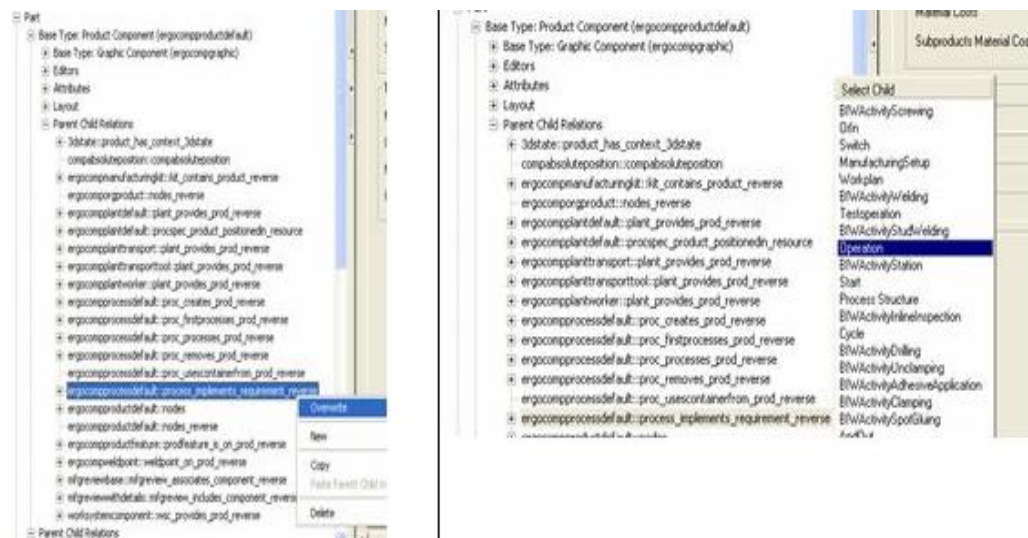 Part
Base Type: Product Component (ergocompproductdefault)
Base Type: Graphic Component (ergocompgraphic)
Editors
Attributes
Layout
Parent Child Relations
3dstate::product_has_context_3dstate
compabsoluteposition::compabsoluteposition
ergocompmanufacturingkit::kit_contains_product_reverse
ergocomporgproduct::nodes_reverse
ergocompplantdefault::plant_provides_prod_reverse
ergocompplantdefault::procspec_product_positionedin_resource
ergocompplanttransport::plant_provides_prod_reverse
ergocompplanttransporttool::plant_provides_prod_reverse
ergocompplantworker::plant_provides_prod_reverse
ergocompprocessdefault::proc_creates_prod_reverse
ergocompprocessdefault::proc_firstprocesses_prod_reverse
ergocompprocessdefault::proc_processes_prod_reverse
ergocompprocessdefault::proc_removes_prod_reverse
ergocompprocessdefault::proc_usescontainerfrom_prod_reverse
ergocompprocessdefault::process_implements_requirement_reverse
ergocompproductdefault::nodes
ergocompproductdefault::nodes_reverse
ergocompproductfeature::prodfeature_is_on_prod_reverse
ergocompweldpoint::weldpoint_on_prod_reverse
mfgreviewbase::mfgreview_associates_component_reverse
mfgreviewwithdetails::mfgreview_includes_component_revers
worksystemcomponent::wsc_provides_prod_reverse
Parent Child Relations
Overwrite
New
Copy
Paste Parent Child
Delete
Base Type: Product Component (ergocompproductdefault)
Base Type: Graphic Component (ergocompgraphic)
Editors
Attributes
Layout
Parent Child Relations
3dstate::product_has_context_3dstate
compabsoluteposition::compabsoluteposition
ergocompmanufacturingkit::kit_contains_product_reverse
ergocomporgproduct::nodes_reverse
ergocompplantdefault::plant_provides_prod_reverse
ergocompplantdefault::procspec_product_positionedin_resource
ergocompplanttransport::plant_provides_prod_reverse
ergocompplanttransporttool::plant_provides_prod_reverse
ergocompplantworker::plant_provides_prod_reverse
ergocompprocessdefault::proc_creates_prod_reverse
ergocompprocessdefault::proc_firstprocesses_prod_reverse
ergocompprocessdefault::proc_processes_prod_reverse
ergocompprocessdefault::proc_removes_prod_reverse
ergocompprocessdefault::proc_usescontainerfrom_prod_reverse
ergocompprocessdefault::process_implements_requirement_reverse
ergocompproductdefault::nodes
Material Costs
Subproducts Material Cos
Select Child
BIWActivityScrewing
OrIn
Switch
ManufacturingSetup
Workplan
BIWActivityWelding
Testoperation
BIWActivityStudWelding
Operation
BIWActivityStation
Start
Process Structure
BIWActivityInlineInspection
Cycle
BIWActivityDrilling
BIWActivityUnclamping
BIWActivityAdhesiveApplication
BIWActivityClamping
BIWActivitySpotGluing
AndOut